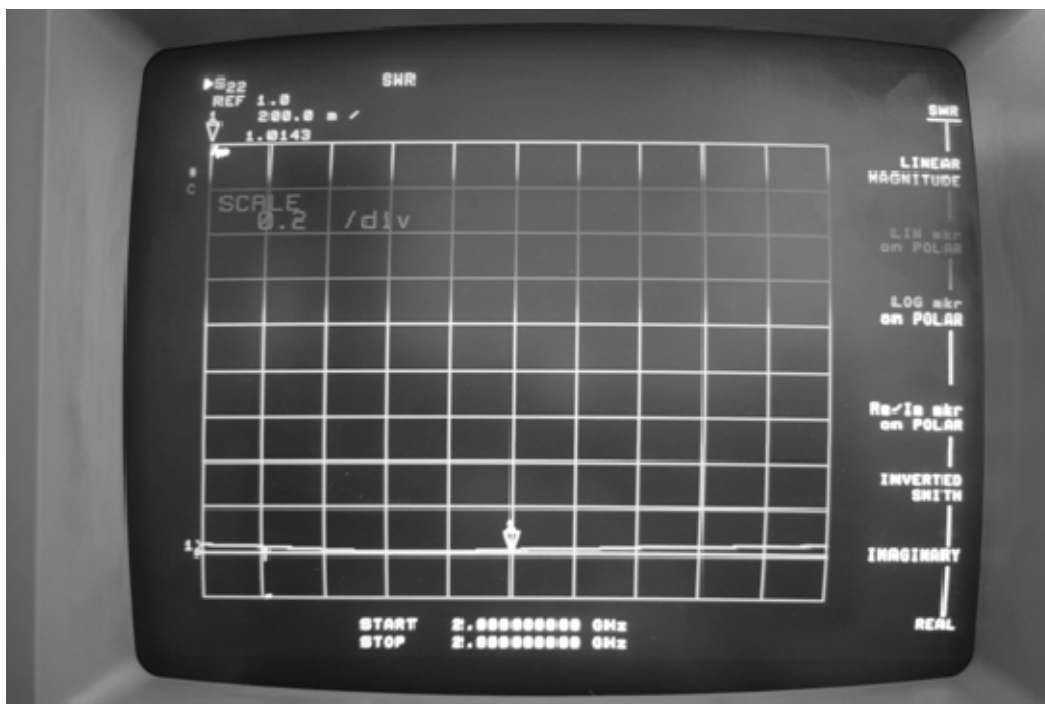 S22 SWR
REF 1.0
200.0 m /
1.0143
C
SCALE
0.2 /div
1
SWR
LINEAR
MAGNITUDE
LIN mkr
on POLAR
LOG mkr
on POLAR
Re/Im mkr
on POLAR
INVERTED
SMITH
IMAGINARY
REAL
START 2.000000000 GHz
STOP 2.000000000 GHz